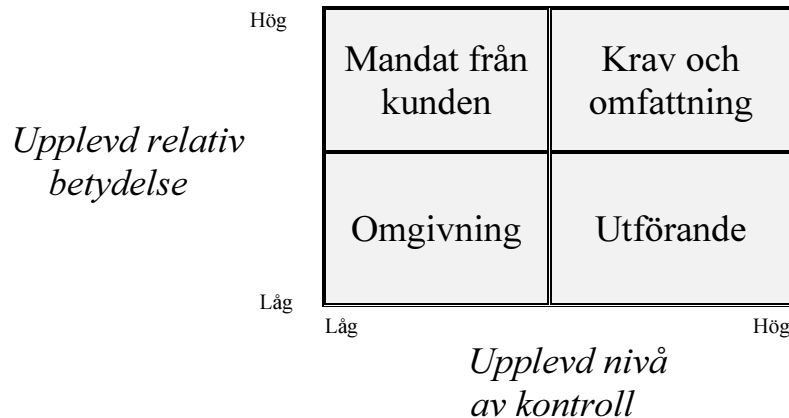 Hög
Mandat från
kunden
Krav och
omfattning
Upplevd relativ
betydelse
Omgivning
Utförande
Låg
Låg
Hög
Upplevd nivå
av kontroll